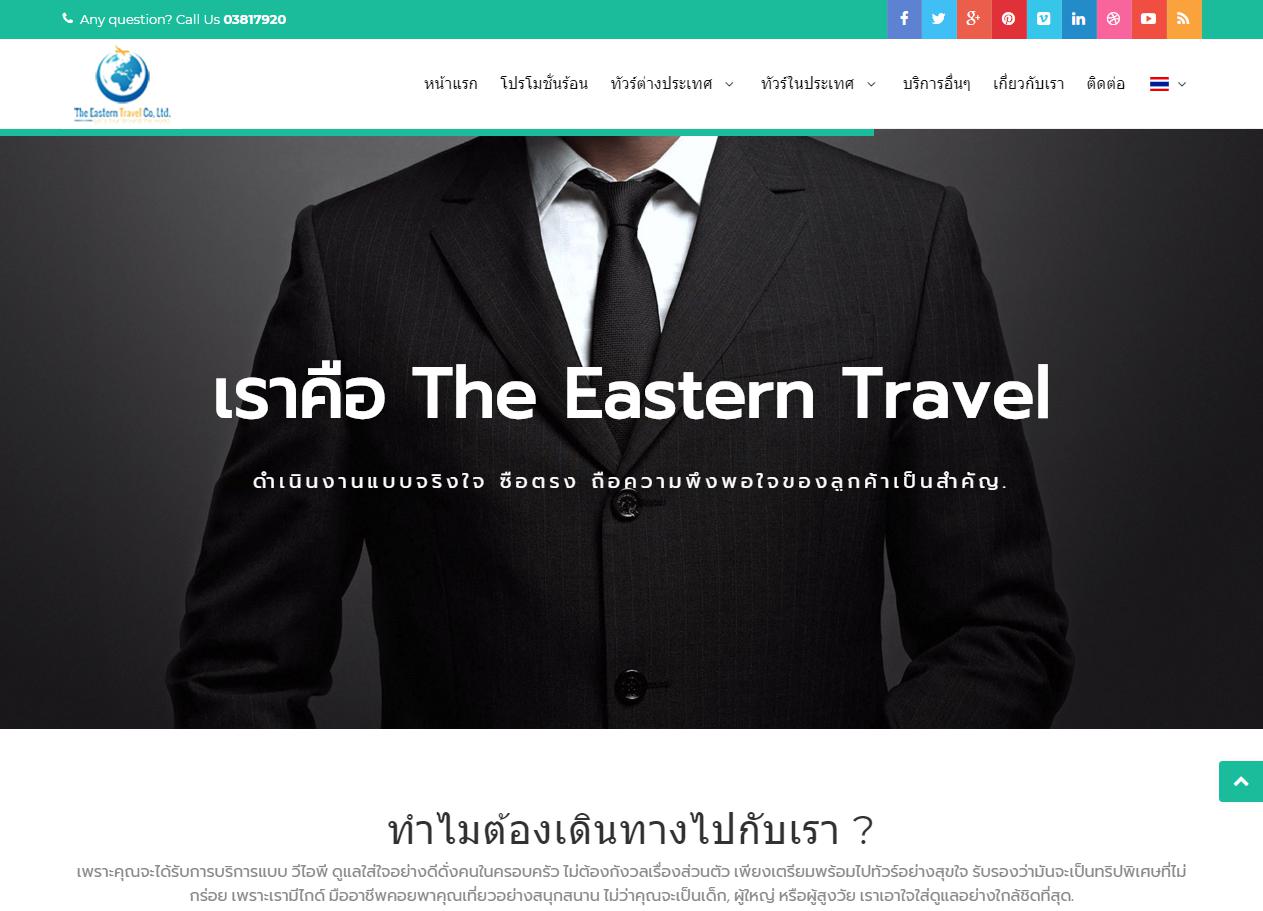 Any question? Call Us 03817920
The Eastern Travel Co., Ltd.
หน้าแรก โปรโมชั่นร้อน ทัวร์ต่างประเทศ ทัวร์ในประเทศ บริการอื่นๆ เกี่ยวกับเรา ติดต่อ
เราคือ The Eastern Travel
ดำเนินงานแบบจริงใจ ซือตรง ถือความพึงพอใจของลูกค้าเป็นสำคัญ.
ทำไมต้องเดินทางไปกับเรา ?
เพราะคุณจะได้รับการบริการแบบ วีไอพี ดูแลใส่ใจอย่างดีดั่งคนในครอบครัว ไม่ต้องกังวลเรื่องส่วนตัว เพียงเตรียมพร้อมไปทัวร์อย่างสุขใจ รับรองว่ามันจะเป็นทริปพิเศษที่ไม่
กร่อย เพราะเรามีไกด์ มืออาชีพคอยพาคุณเที่ยวอย่างสนุกสนาน ไม่ว่าคุณจะเป็นเด็ก, ผู้ใหญ่ หรือผู้สูงวัย เราเอาใจใส่ดูแลอย่างใกล้ชิดที่สุด.